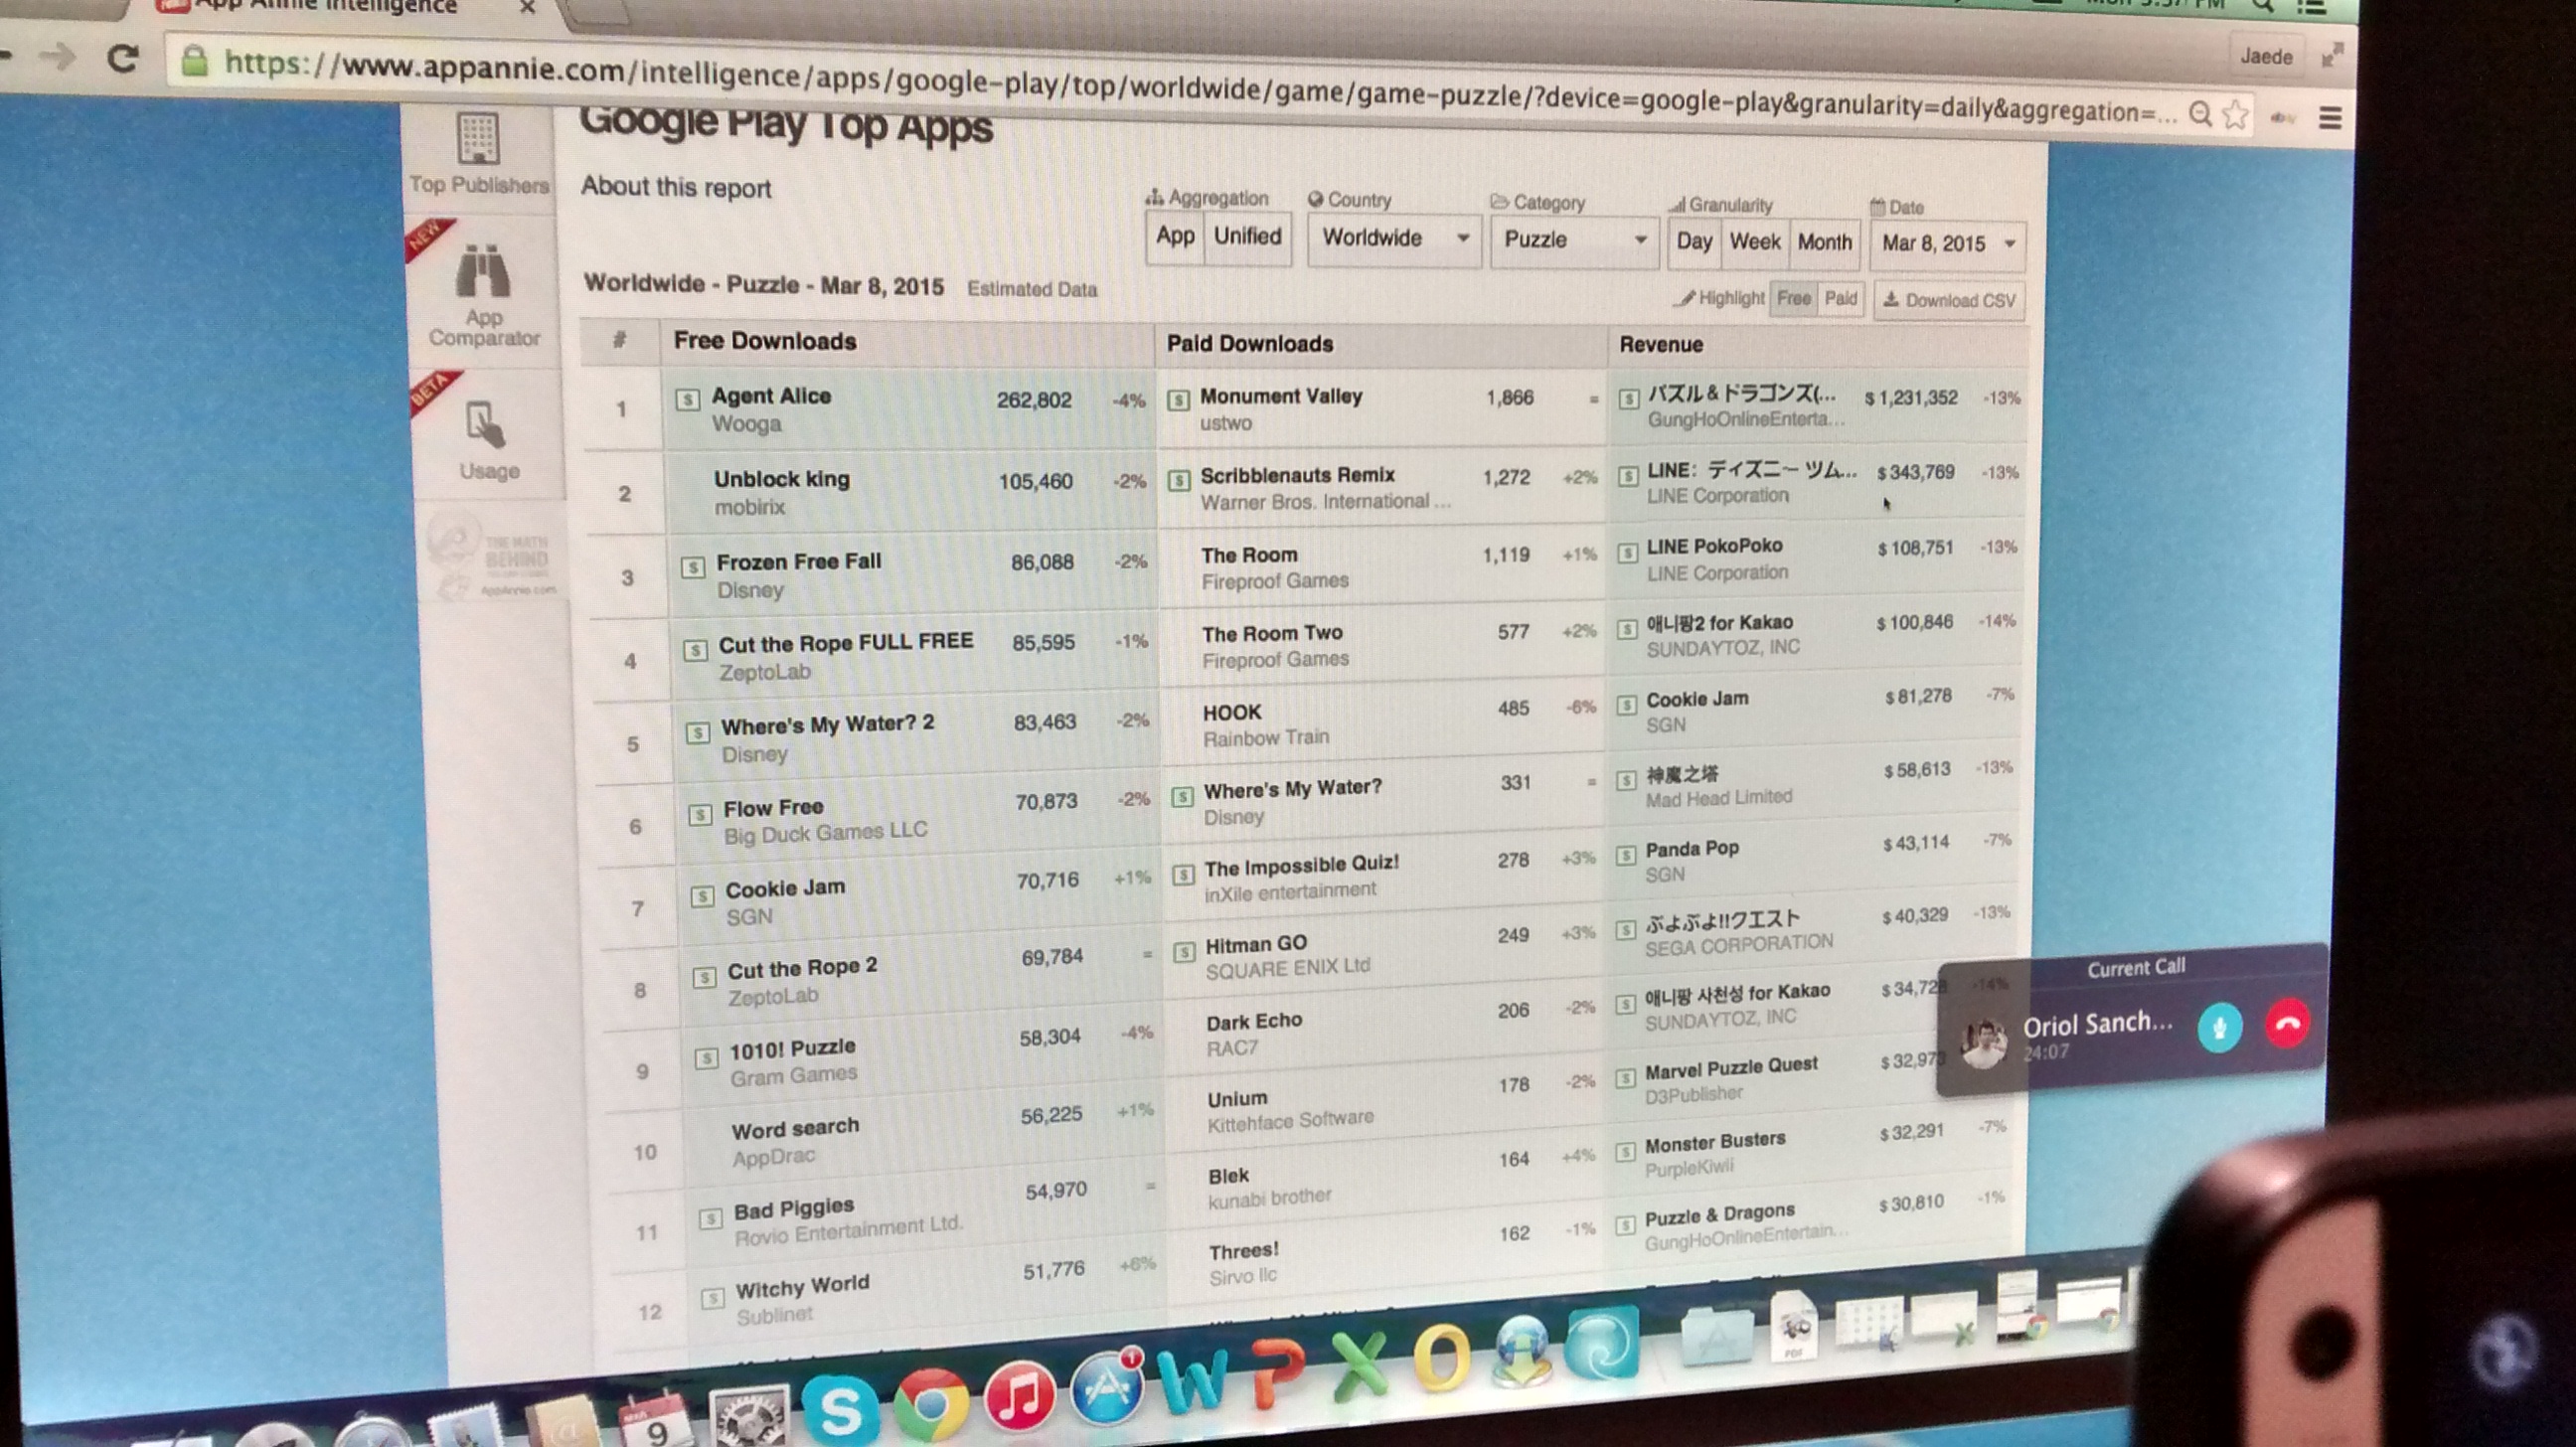 App Annie Intelligence
Jaede
https://www.appannie.com/intelligence/apps/google-play/top/worldwide/game/game-puzzle/?device=google-play&granularity=daily&aggregation=...
Google Play Top Apps
Top Publishers
About this report
Aggregation Country Category Granularity Date
App Unified Worldwide Puzzle Day Week Month Mar 8, 2015
NEW
App
Comparator
Worldwide - Puzzle - Mar 8, 2015 Estimated Data
Highlight Free Paid Download CSV
BETA
Usage
THE MATH
BEHIND
AppAnnie.com
# Free Downloads Paid Downloads Revenue
1 Agent Alice 262,802 -4% Monument Valley 1,866 = パズル&ドラゴンズ(... $ 1,231,352 -13%
Wooga ustwo GungHoOnlineEnterta...
2 Unblock king 105,460 -2% Scribblenauts Remix 1,272 +2% LINE: ディズニー ツム... $ 343,769 -13%
mobirix Warner Bros. International ... LINE Corporation
3 Frozen Free Fall 86,088 -2% The Room 1,119 +1% LINE PokoPoko $ 108,751 -13%
Disney Fireproof Games LINE Corporation
4 Cut the Rope FULL FREE 85,595 -1% The Room Two 577 +2% 애니팡2 for Kakao $ 100,846 -14%
ZeptoLab Fireproof Games SUNDAYTOZ, INC
5 Where's My Water? 2 83,463 -2% HOOK 485 -6% Cookie Jam $ 81,278 -7%
Disney Rainbow Train SGN
6 Flow Free 70,873 -2% Where's My Water? 331 = 神魔之塔 $ 58,613 -13%
Big Duck Games LLC Disney Mad Head Limited
7 Cookie Jam 70,716 +1% The Impossible Quiz! 278 +3% Panda Pop $ 43,114 -7%
SGN inXile entertainment SGN
8 Cut the Rope 2 69,784 = Hitman GO 249 +3% ぷよぷよ!!クエスト $ 40,329 -13%
ZeptoLab SQUARE ENIX Ltd SEGA CORPORATION
9 1010! Puzzle 58,304 -4% Dark Echo 206 -2% 애니팡 사천성 for Kakao $ 34,728 -14%
Gram Games RAC7 SUNDAYTOZ, INC
10 Word search 56,225 +1% Unium 178 -2% Marvel Puzzle Quest $ 32,97
AppDrac Kittehface Software D3Publisher
11 Bad Piggies 54,970 = Blek 164 +4% Monster Busters $ 32,291 -7%
Rovio Entertainment Ltd. kunabi brother PurpleKiwii
12 Witchy World 51,776 +6% Threes! 162 -1% Puzzle & Dragons $ 30,810 -1%
Sublinet Sirvo llc GungHoOnlineEntertain...
Current Call
Oriol Sanch...
24:07
9
1
PDF